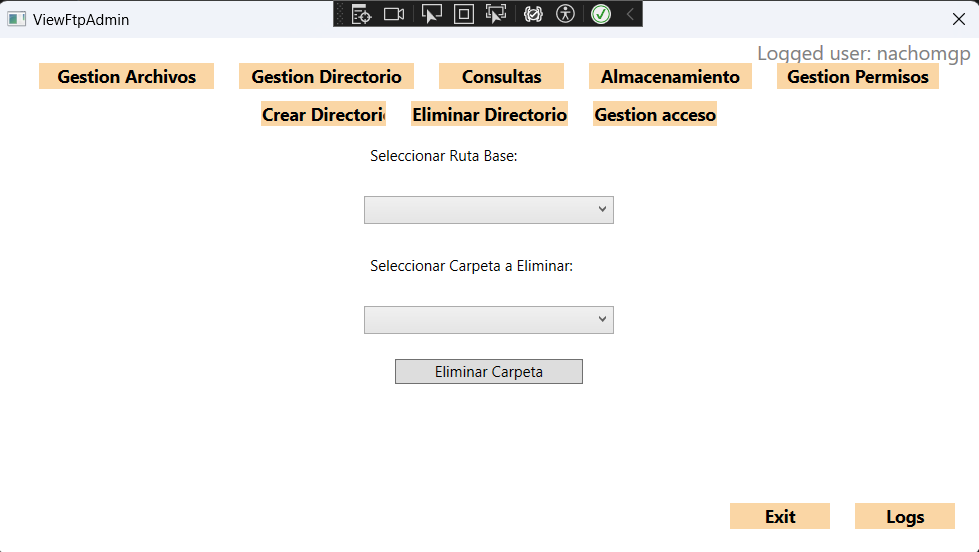 ViewFtpAdmin
Logged user: nachomgp
Gestion Archivos Gestion Directorio Consultas Almacenamiento Gestion Permisos
Crear Directori Eliminar Directorio Gestion acceso
Seleccionar Ruta Base:
Seleccionar Carpeta a Eliminar:
Eliminar Carpeta
Exit Logs